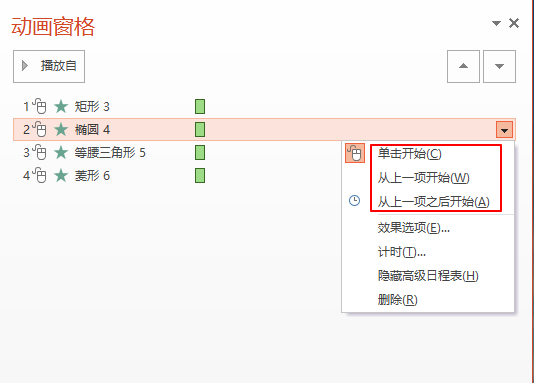 动画窗格
播放自
1 矩形 3
2 椭圆 4
3 等腰三角形 5
4 菱形 6
单击开始(C)
从上一项开始(W)
从上一项之后开始(A)
效果选项(E)...
计时(T)...
隐藏高级日程表(H)
删除(R)